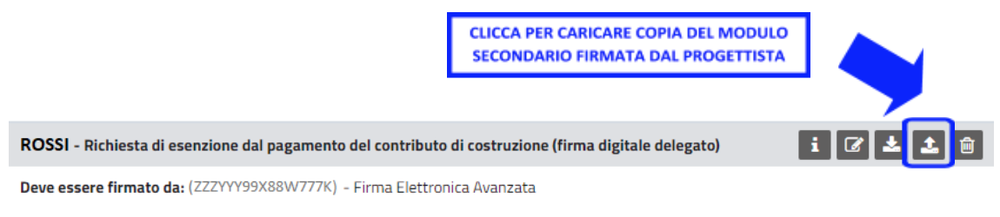 CLICCA PER CARICARE COPIA DEL MODULO
SECONDARIO FIRMATA DAL PROGETTISTA
ROSSI - Richiesta di esenzione dal pagamento del contributo di costruzione (firma digitale delegato)
Deve essere firmato da: (ZZZYYY99X88W777K) - Firma Elettronica Avanzata